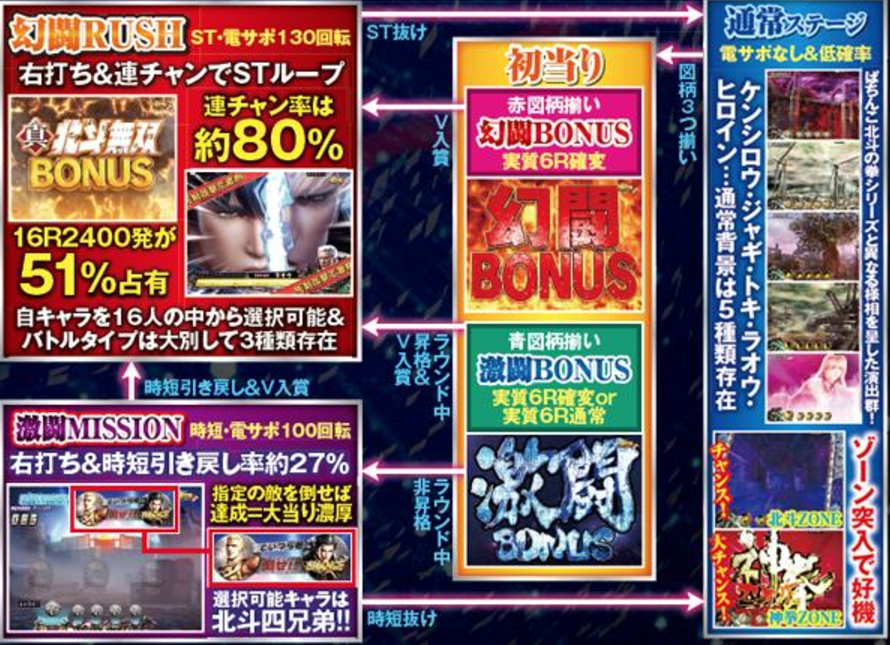 幻闘RUSH
ST・電サポ130回転
右打ち&連チャンでSTループ
真・北斗無双
BONUS
連チャン率は
約80%
16R2400発が
51%占有
自キャラを16人の中から選択可能&
バトルタイプは大別して3種類存在
ST抜け
V入賞
ラウンド中
昇格&
V入賞
時短引き戻し&V入賞
激闘MISSION
時短・電サポ100回転
右打ち&時短引き戻し率約27%
指定の敵を倒せば
達成=大当り濃厚
選択可能キャラは
北斗四兄弟!!
ラウンド中
非昇格
時短抜け
初当り
赤図柄揃い
幻闘BONUS
実質6R確変
幻闘
BONUS
青図柄揃い
激闘BONUS
実質6R確変or
実質6R通常
激闘
BONUS
図柄3つ揃い
通常ステージ
電サポなし&低確率
ぱちんこ北斗の拳シリーズと異なる様相を呈した演出群!
ケンシロウ・ジャギ・トキ・ラオウ・
ヒロイン…通常背景は5種類存在
ゾーン突入で好機
チャンス!
北斗ZONE
大チャンス!
神拳
神拳ZONE